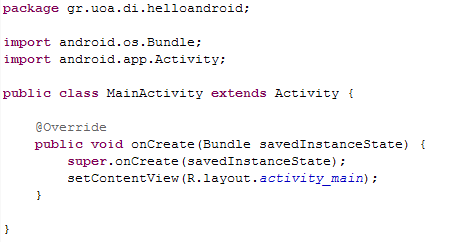 package gr.uoa.di.helloandroid;
import android.os.Bundle;
import android.app.Activity;
public class MainActivity extends Activity {
@Override
public void onCreate(Bundle savedInstanceState) {
super.onCreate(savedInstanceState);
setContentView(R.layout.activity_main);
}
}